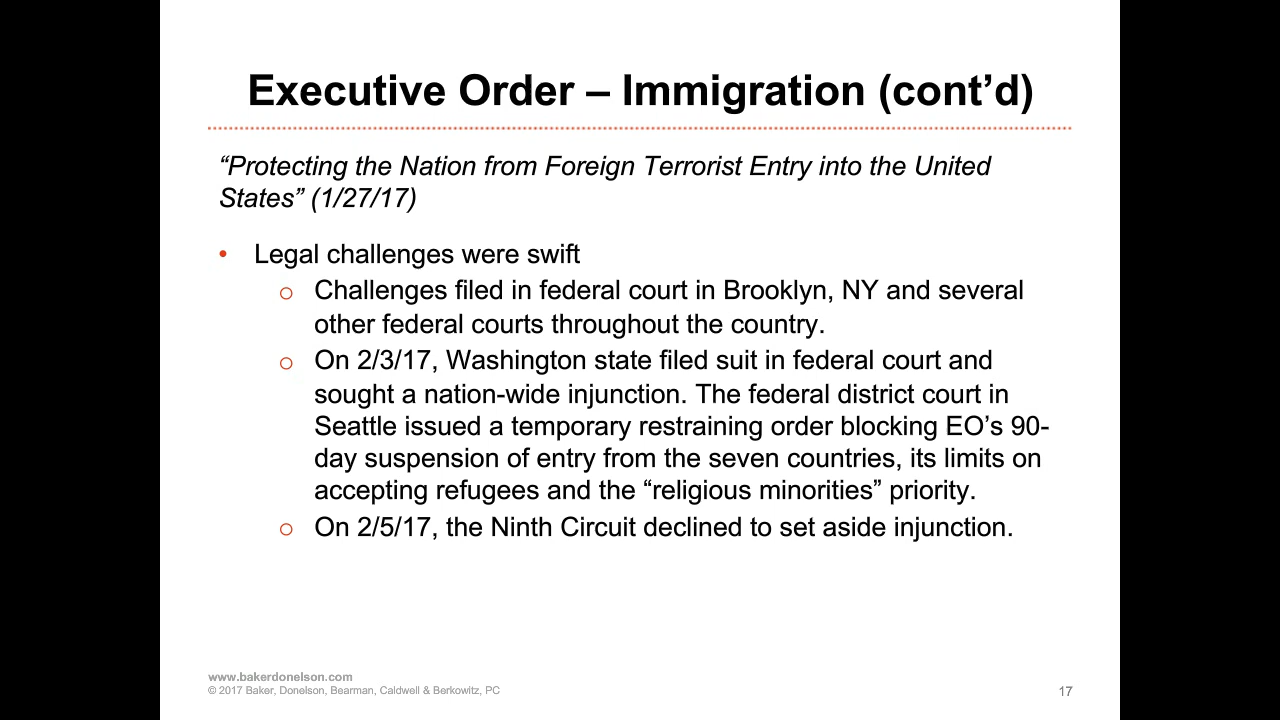 Executive Order – Immigration (cont’d)
“Protecting the Nation from Foreign Terrorist Entry into the United
States” (1/27/17)
• Legal challenges were swift
o Challenges filed in federal court in Brooklyn, NY and several
other federal courts throughout the country.
o On 2/3/17, Washington state filed suit in federal court and
sought a nation-wide injunction. The federal district court in
Seattle issued a temporary restraining order blocking EO’s 90-
day suspension of entry from the seven countries, its limits on
accepting refugees and the “religious minorities” priority.
o On 2/5/17, the Ninth Circuit declined to set aside injunction.
www.bakerdonelson.com
© 2017 Baker, Donelson, Bearman, Caldwell & Berkowitz, PC
17